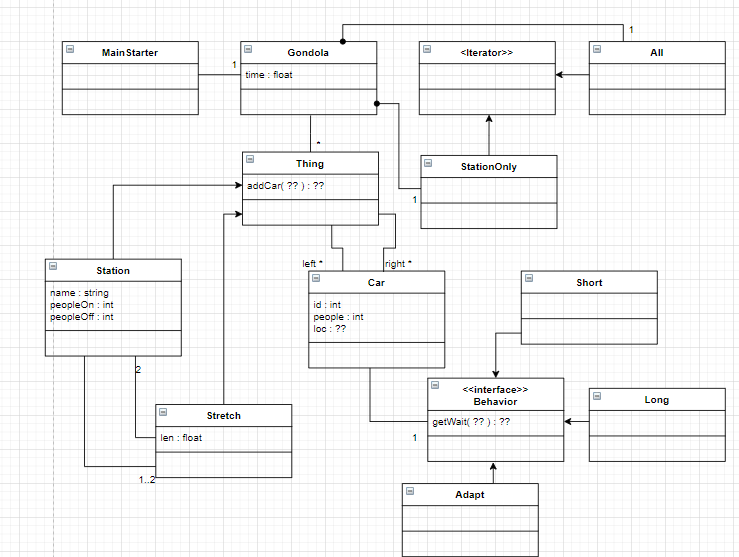 1
MainStarter
Gondola
<Iterator>>
All
1
time : float
*
Thing
StationOnly
addCar( ?? ) : ??
1
left *
right *
Station
Car
Short
name : string
peopleOn : int
peopleOff : int
id : int
people : int
loc : ??
2
<<interface>>
Behavior
Long
Stretch
getWait( ?? ) : ??
len : float
1
1..2
Adapt